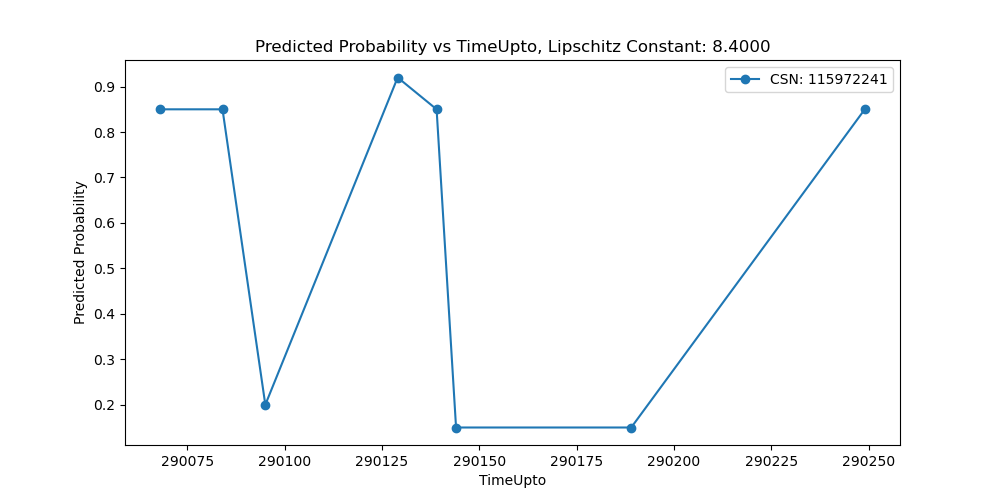 Predicted Probability vs TimeUpto, Lipschitz Constant: 8.4000
CSN: 115972241
Predicted Probability
0.9
0.8
0.7
0.6
0.5
0.4
0.3
0.2
290075 290100 290125 290150 290175 290200 290225 290250
TimeUpto